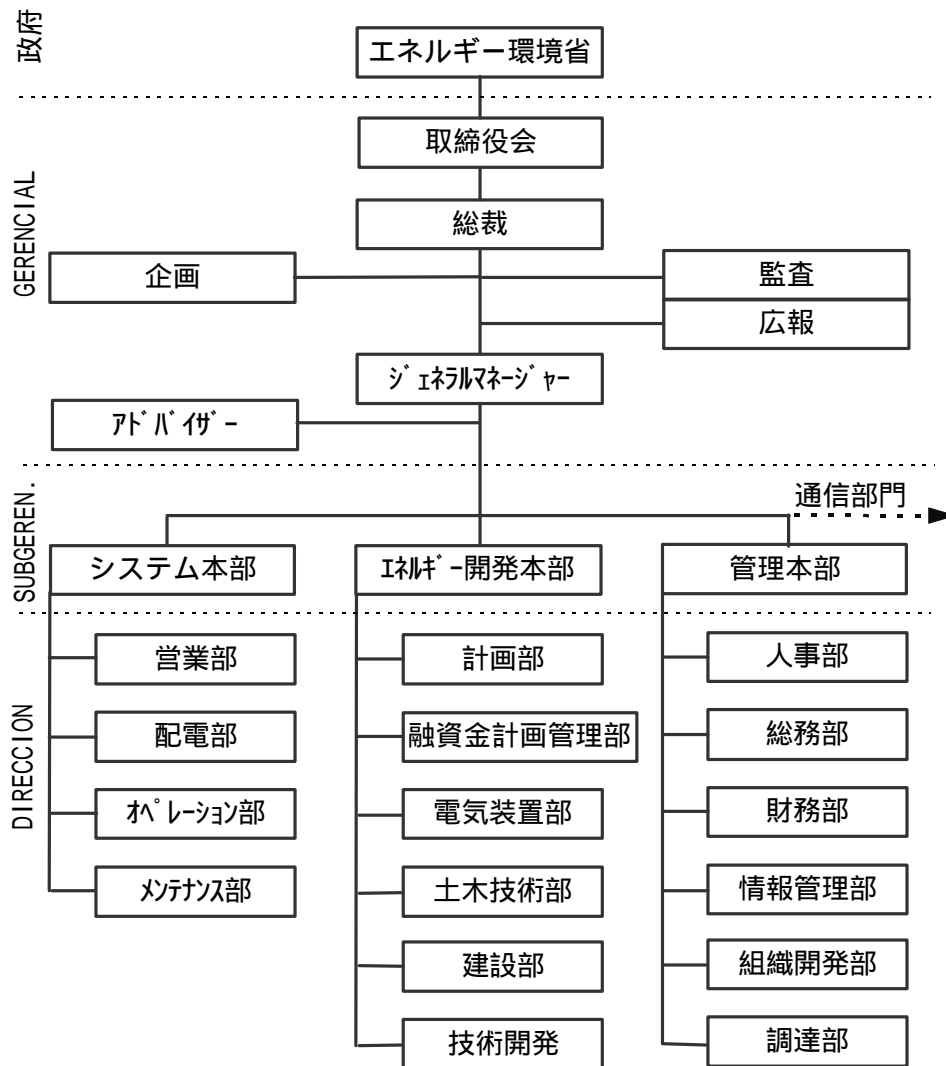 政府
エネルギー環境省
GERENCIAL
取締役会
総裁
企画
監査
広報
ｼﾞｪﾈﾗﾙﾏﾈｰｼﾞｬｰ
ｱﾄﾞﾊﾞｲｻﾞｰ
SUBGEREN.
通信部門
システム本部
ｴﾈﾙｷﾞｰ開発本部
管理本部
DIRECCION
営業部
計画部
人事部
配電部
融資金計画管理部
総務部
ｵﾍﾟﾚｰｼｮﾝ部
電気装置部
財務部
ﾒﾝﾃﾅﾝｽ部
土木技術部
情報管理部
建設部
組織開発部
技術開発
調達部